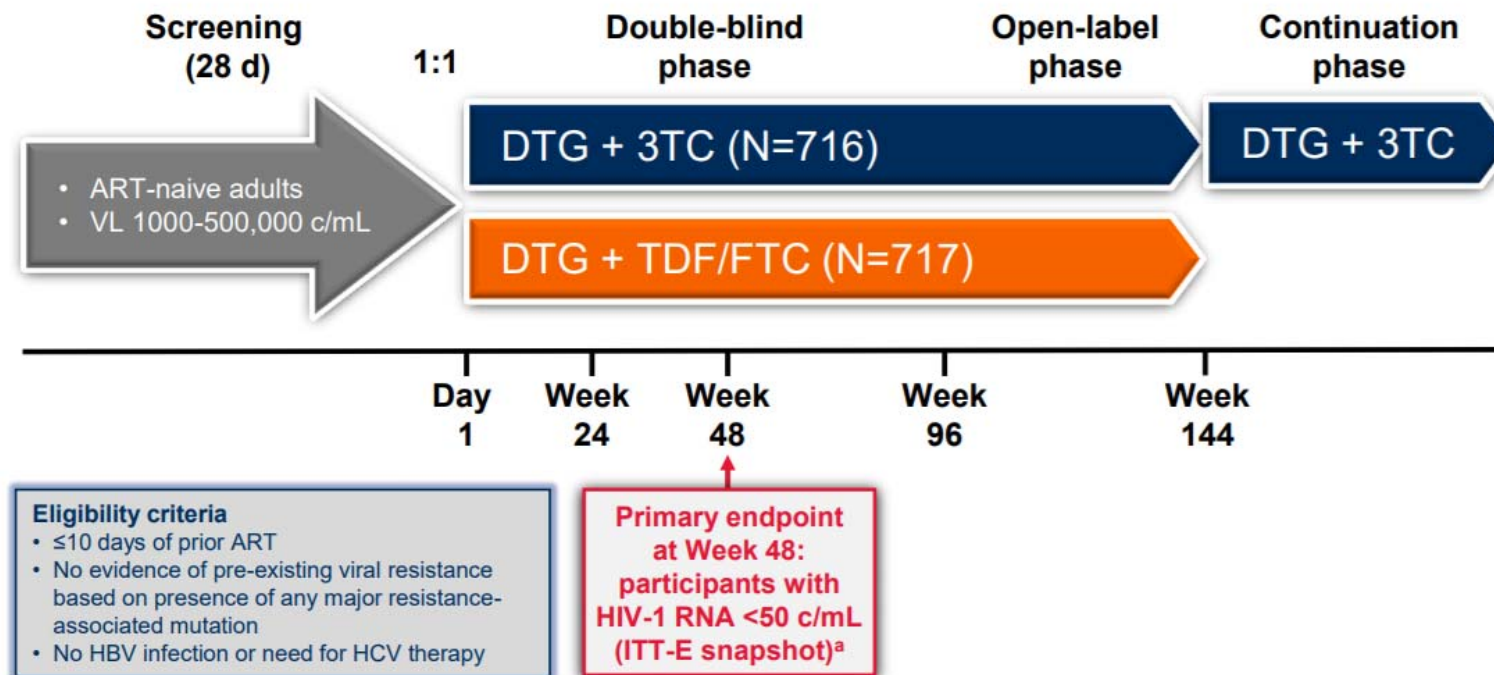 Screening
(28 d)
1:1
Double-blind
phase
Open-label
phase
Continuation
phase
• ART-naive adults
• VL 1000-500,000 c/mL
DTG + 3TC (N=716)
DTG + 3TC
DTG + TDF/FTC (N=717)
Day
1
Week
24
Week
48
Week
96
Week
144
Eligibility criteria
• ≤10 days of prior ART
• No evidence of pre-existing viral resistance
based on presence of any major resistance-
associated mutation
• No HBV infection or need for HCV therapy
Primary endpoint
at Week 48:
participants with
HIV-1 RNA <50 c/mL
(ITT-E snapshot)ᵃ